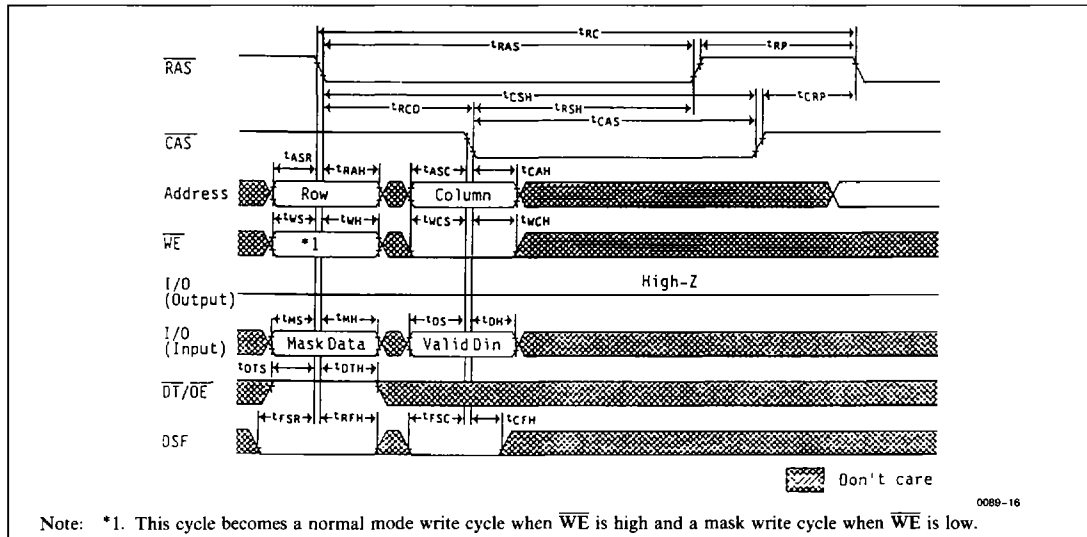 tRC
tRAS
tRP
RAS
tCSH
tCRP
tRCD
tRSH
tCAS
CAS
tASR
tRAH
tASC
tCAH
Address
Row
Column
tWS
tWH
tWCS
tWCH
WE
*1
I/O
(Output)
High-Z
tMS
tMH
tDS
tDH
I/O
(Input)
Mask Data
Valid Din
tDTS
tDTH
DT/OE
tFSR
tRFH
tFSC
tCFH
DSF
Don't care
0089-16
Note: *1. This cycle becomes a normal mode write cycle when WE is high and a mask write cycle when WE is low.